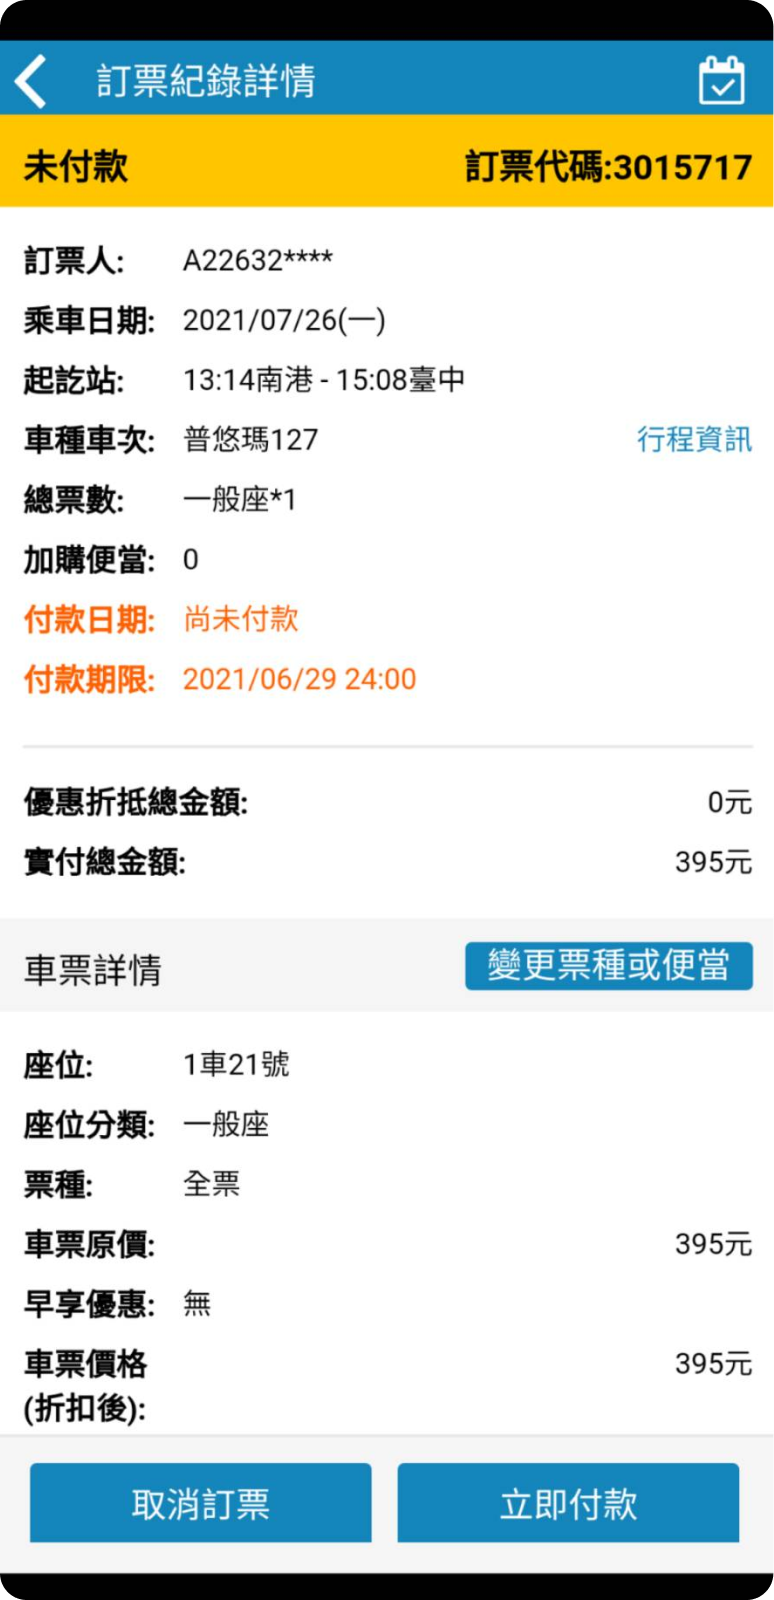 訂票紀錄詳情
未付款 訂票代碼:3015717
訂票人: A22632****
乘車日期: 2021/07/26(一)
起訖站: 13:14南港 - 15:08臺中
車種車次: 普悠瑪127 行程資訊
總票數: 一般座*1
加購便當: 0
付款日期: 尚未付款
付款期限: 2021/06/29 24:00
優惠折抵總金額: 0元
實付總金額: 395元
車票詳情 變更票種或便當
座位: 1車21號
座位分類: 一般座
票種: 全票
車票原價: 395元
早享優惠: 無
車票價格 395元
(折扣後):
取消訂票 立即付款